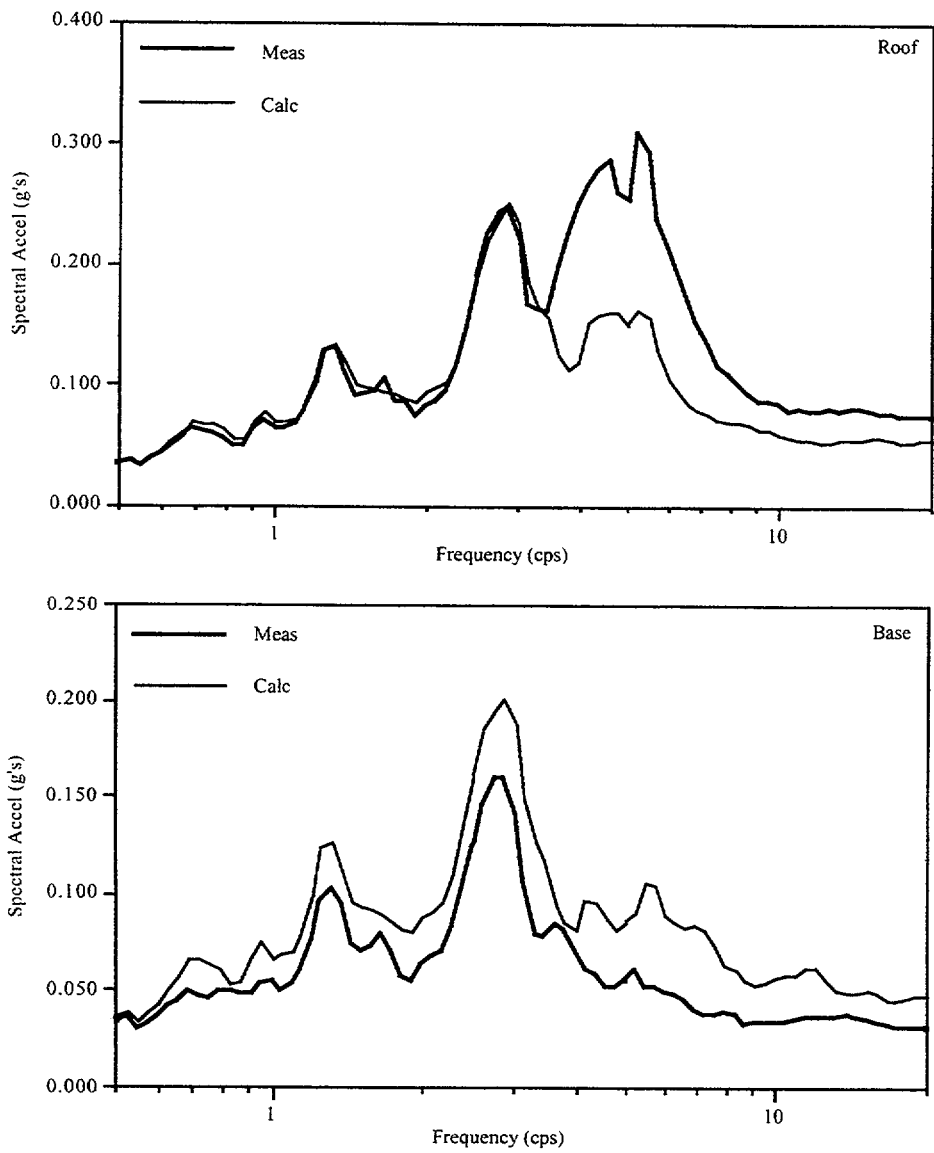 0.400
Meas
Roof
Calc
0.300
0.200
0.100
0.000
Spectral Accel (g's)
1
10
Frequency (cps)
0.250
Meas
Base
Calc
0.200
0.150
0.100
0.050
0.000
Spectral Accel (g's)
1
10
Frequency (cps)